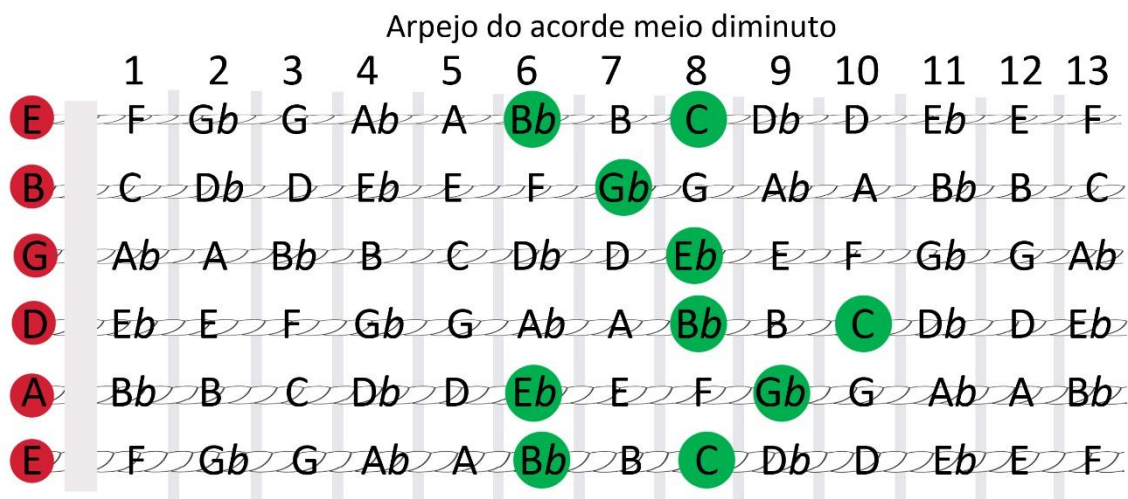 Arpejo do acorde meio diminuto
1 2 3 4 5 6 7 8 9 10 11 12 13
E F Gb G Ab A Bb B C Db D Eb E F
B C Db D Eb E F Gb G Ab A Bb B C
G Ab A Bb B C Db D Eb E F Gb G Ab
D Eb E F Gb G Ab A Bb B C Db D Eb
A Bb B C Db D Eb E F Gb G Ab A Bb
E F Gb G Ab A Bb B C Db D Eb E F